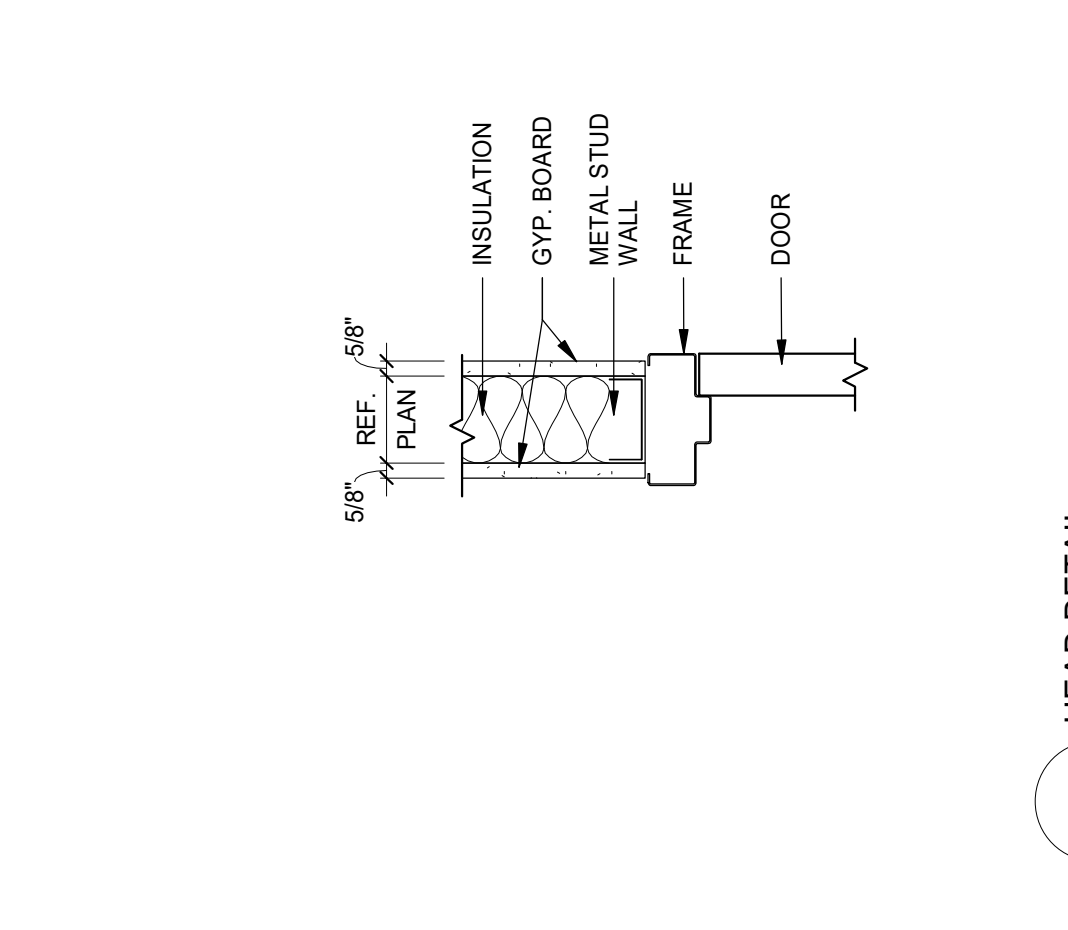 5/8"
REF.
PLAN
5/8"
INSULATION
GYP. BOARD
METAL STUD
WALL
FRAME
DOOR